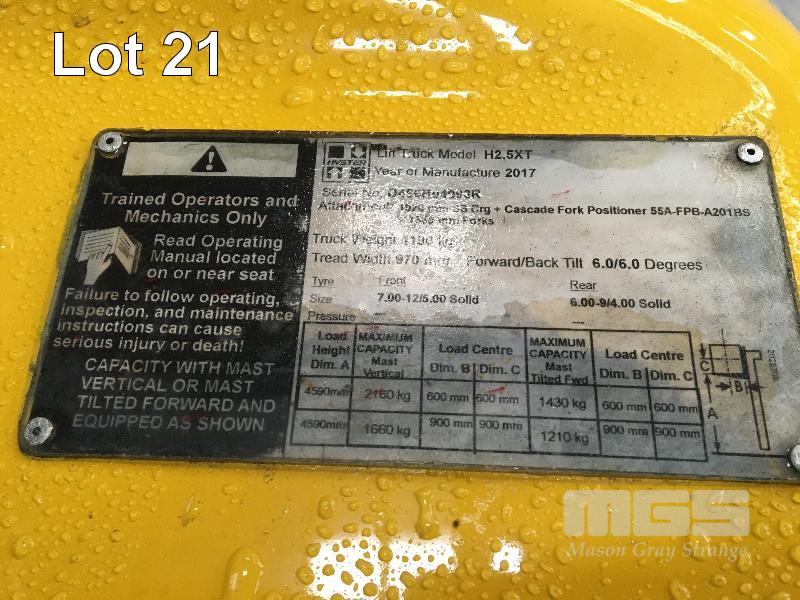 Lot 21
Trained Operators and
Mechanics Only
Read Operating
Manual located
on or near seat
Failure to follow operating,
inspection, and maintenance
instructions can cause
serious injury or death!
CAPACITY WITH MAST
VERTICAL OR MAST
TILTED FORWARD AND
EQUIPPED AS SHOWN
HYSTER
Lift Truck Model H2,5XT
Year of Manufacture 2017
Serial No.
Attachment SS Crg + Cascade Fork Positioner 55A-FPB-A201BS
mm Forks
Truck Weight kg
Tread Width 970 mm Forward/Back Tilt 6.0/6.0 Degrees
Tyre Front Rear
Size 7.00-12/5.00 Solid 6.00-9/4.00 Solid
Pressure --- ---
Load Height Dim. A MAXIMUM CAPACITY Mast Vertical Load Centre Dim. B Dim. C MAXIMUM CAPACITY Mast Tilted Fwd Load Centre Dim. B Dim. C
4590mm 2160 kg 600 mm 600 mm 1430 kg 600 mm 600 mm
4590mm 1660 kg 900 mm 900 mm 1210 kg 900 mm 900 mm
C
B
A
MGS
Mason Gray Strange